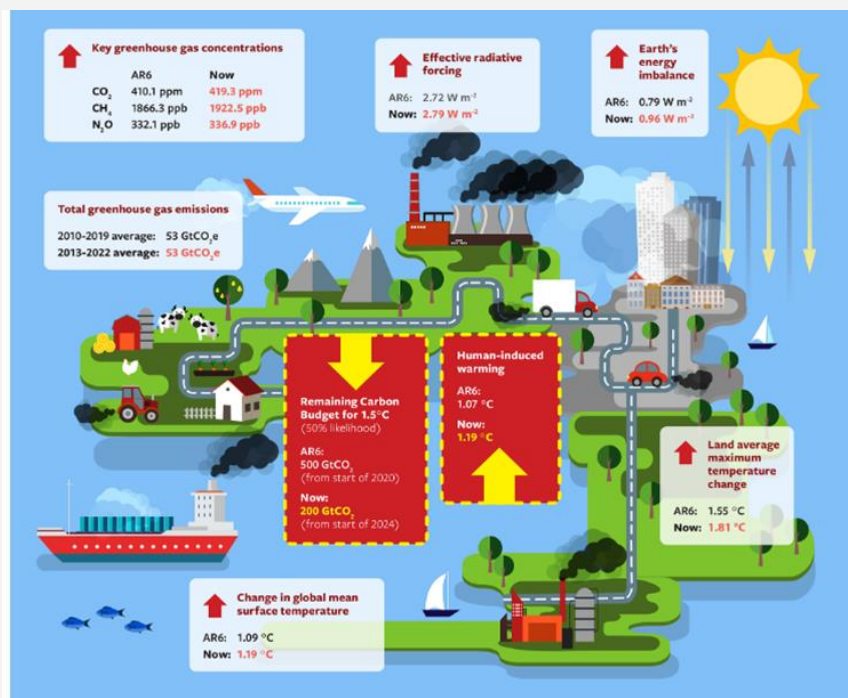 Key greenhouse gas concentrations
AR6 Now
CO₂ 410.1 ppm 419.3 ppm
CH₄ 1866.3 ppb 1922.5 ppb
N₂O 332.1 ppb 336.9 ppb
Effective radiative
forcing
AR6: 2.72 W m⁻²
Now: 2.79 W m⁻²
Earth's
energy
imbalance
AR6: 0.79 W m⁻²
Now: 0.96 W m⁻²
Total greenhouse gas emissions
2010-2019 average: 53 GtCO₂e
2013-2022 average: 53 GtCO₂e
Remaining Carbon
Budget for 1.5°C
(50% likelihood)
AR6:
500 GtCO₂
(from start of 2020)
Now:
200 GtCO₂
(from start of 2024)
Human-induced
warming
AR6:
1.07 °C
Now:
1.19 °C
Land average
maximum
temperature
change
AR6: 1.55 °C
Now: 1.81 °C
Change in global mean
surface temperature
AR6: 1.09 °C
Now: 1.19 °C